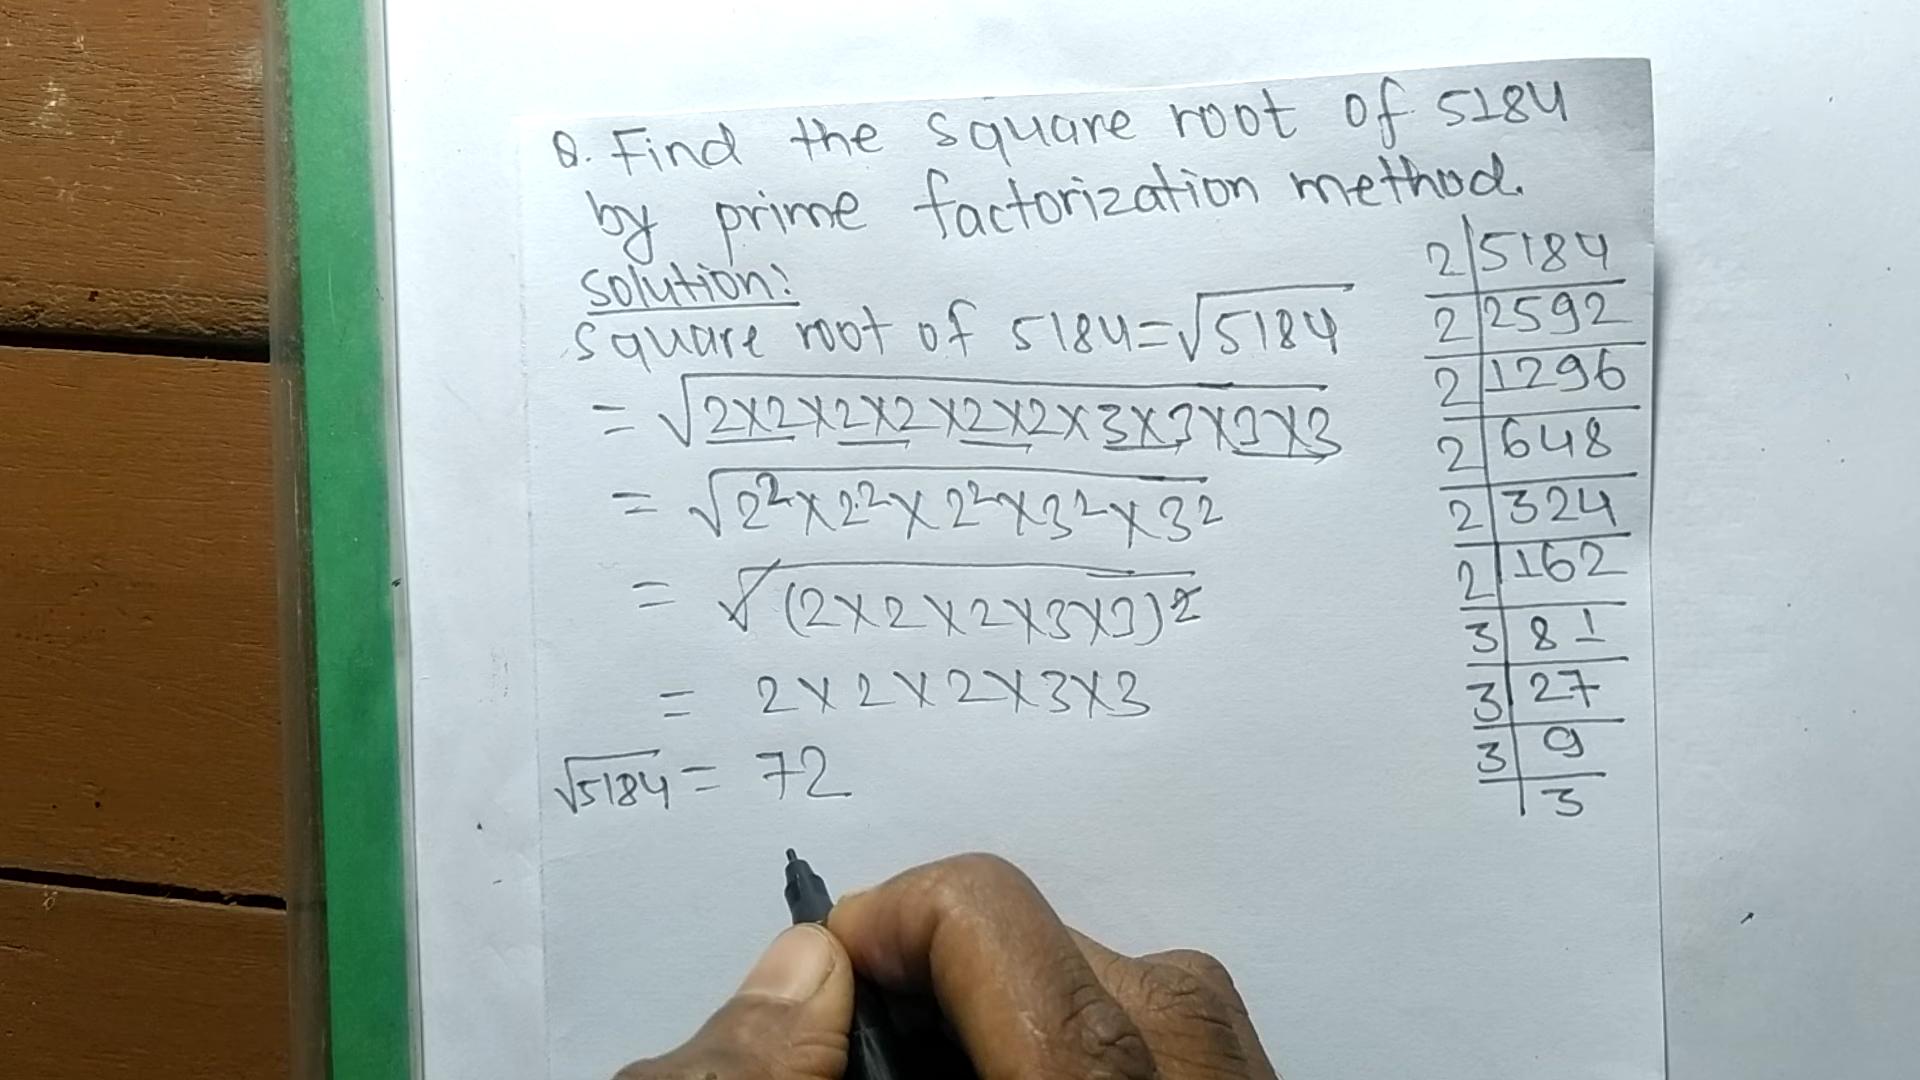 Q. Find the square root of 5184
by prime factorization method.
Solution:
square root of 5184=√5184
= √2×2×2×2×2×2×3×3×3×3
= √2²×2²×2²×3²×3²
= √(2×2×2×3×3)²
= 2×2×2×3×3
√5184 = 72
2|5184
2|2592
2|1296
2|648
2|324
2|162
3|81
3|27
3|9
|3